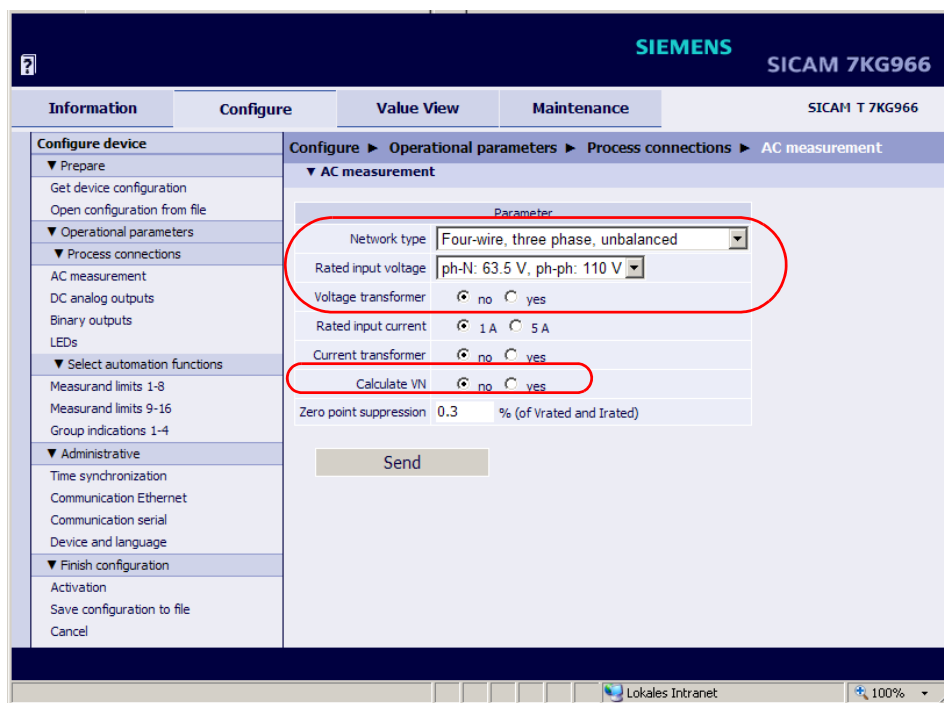 ?
SIEMENS
SICAM 7KG966
Information Configure Value View Maintenance SICAM T 7KG966
Configure device
▼ Prepare
Get device configuration
Open configuration from file
▼ Operational parameters
▼ Process connections
AC measurement
DC analog outputs
Binary outputs
LEDs
▼ Select automation functions
Measurand limits 1-8
Measurand limits 9-16
Group indications 1-4
▼ Administrative
Time synchronization
Communication Ethernet
Communication serial
Device and language
▼ Finish configuration
Activation
Save configuration to file
Cancel
Configure ► Operational parameters ► Process connections ► AC measurement
▼ AC measurement
Parameter
Network type Four-wire, three phase, unbalanced
Rated input voltage ph-N: 63.5 V, ph-ph: 110 V
Voltage transformer no yes
Rated input current 1 A 5 A
Current transformer no yes
Calculate VN no yes
Zero point suppression 0.3 % (of Vrated and Irated)
Send
Lokales Intranet 100%